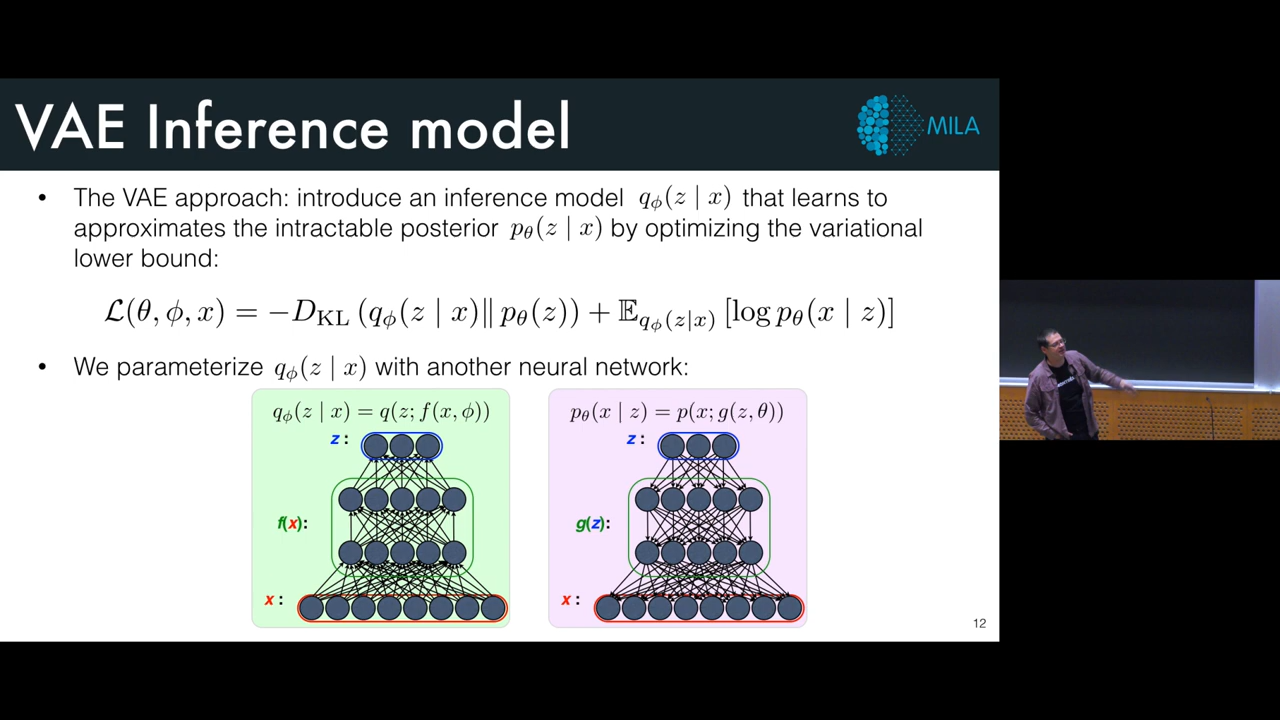 VAE Inference model
MILA
• The VAE approach: introduce an inference model qϕ(z | x) that learns to
approximates the intractable posterior pθ(z | x) by optimizing the variational
lower bound:
ℒ(θ, ϕ, x) = −D_KL (qϕ(z | x)‖ pθ(z)) + 𝔼_qϕ(z|x) [log pθ(x | z)]
• We parameterize qϕ(z | x) with another neural network:
qϕ(z | x) = q(z; f(x, ϕ))
z:
f(x):
x:
pθ(x | z) = p(x; g(z, θ))
z:
g(z):
x:
12